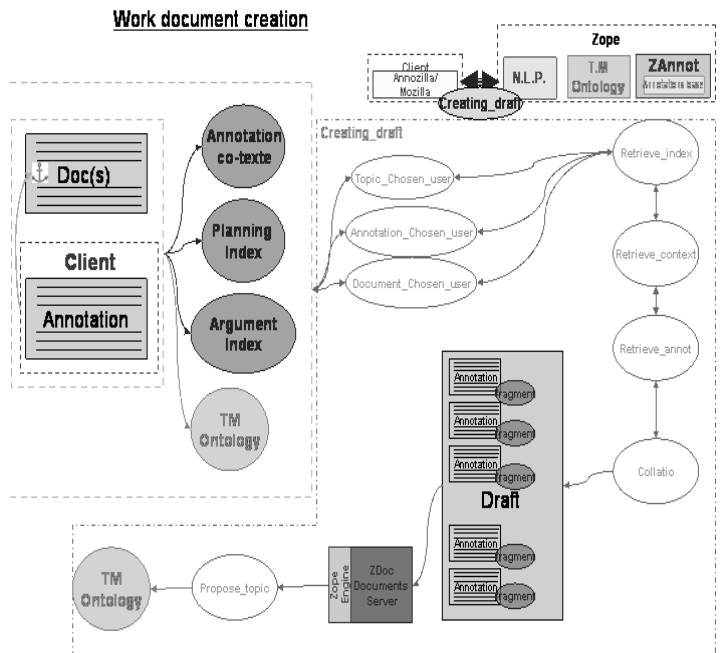 Work document creation
Zope
Client
Annozilla/
Mozilla
N.L.P.
T.M
Ontology
ZAnnot
Annotations base
Creating_draft
Creating_draft
Doc(s)
Client
Annotation
Annotation
co-texte
Planning
Index
Argument
Index
TM
Ontology
Topic_Chosen_user
Annotation_Chosen_user
Document_Chosen_user
Retrieve_index
Retrieve_context
Retrieve_annot
Collatio
Annotation
Fragment
Annotation
Fragment
Annotation
Fragment
Draft
Annotation
Fragment
Annotation
Fragment
TM
Ontology
Propose_topic
Zope
Engine
ZDoc
Documents
Server